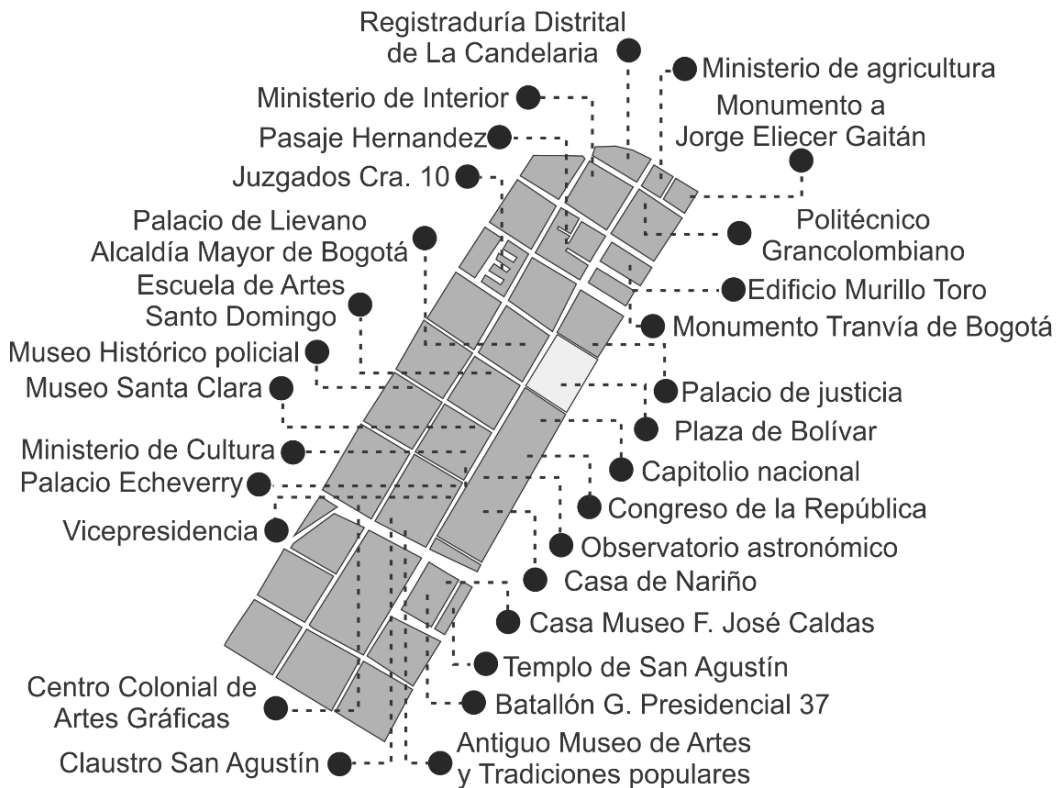 Registraduría Distrital
de La Candelaria
Ministerio de agricultura
Ministerio de Interior
Monumento a
Jorge Eliecer Gaitán
Pasaje Hernandez
Juzgados Cra. 10
Palacio de Lievano
Alcaldía Mayor de Bogotá
Politécnico
Grancolombiano
Escuela de Artes
Santo Domingo
Edificio Murillo Toro
Monumento Tranvía de Bogotá
Museo Histórico policial
Museo Santa Clara
Palacio de justicia
Plaza de Bolívar
Ministerio de Cultura
Capitolio nacional
Palacio Echeverry
Congreso de la República
Vicepresidencia
Observatorio astronómico
Casa de Nariño
Casa Museo F. José Caldas
Templo de San Agustín
Centro Colonial de
Artes Gráficas
Batallón G. Presidencial 37
Claustro San Agustín
Antiguo Museo de Artes
y Tradiciones populares